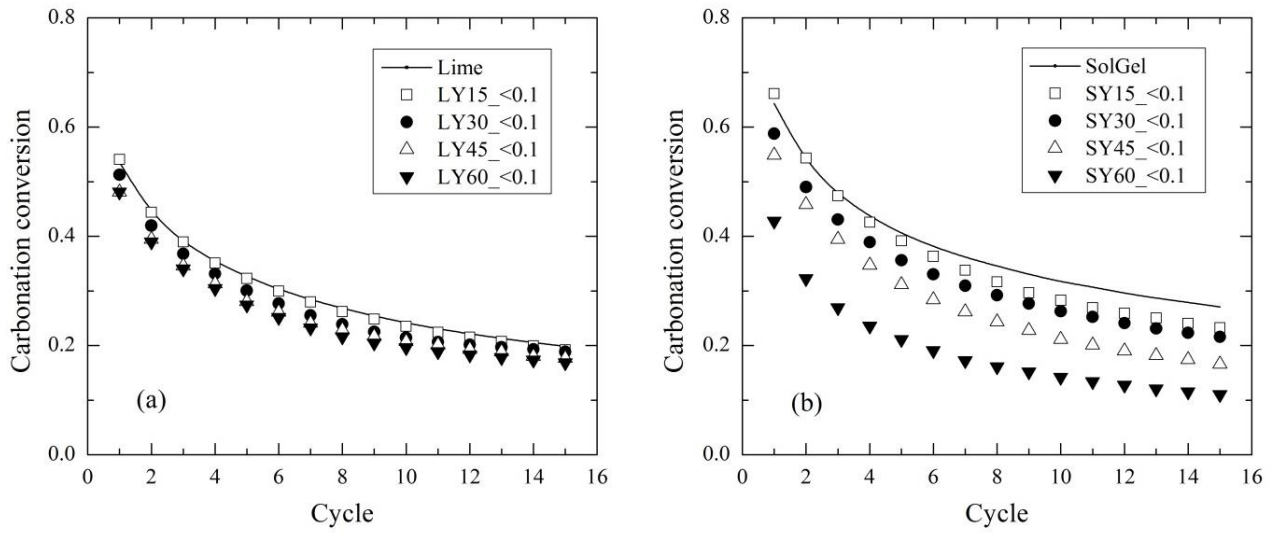 0.8
0.6
0.4
0.2
0.0
Carbonation conversion
Lime
LY15_<0.1
LY30_<0.1
LY45_<0.1
LY60_<0.1
(a)
0 2 4 6 8 10 12 14 16
Cycle
0.8
0.6
0.4
0.2
0.0
Carbonation conversion
SolGel
SY15_<0.1
SY30_<0.1
SY45_<0.1
SY60_<0.1
(b)
0 2 4 6 8 10 12 14 16
Cycle